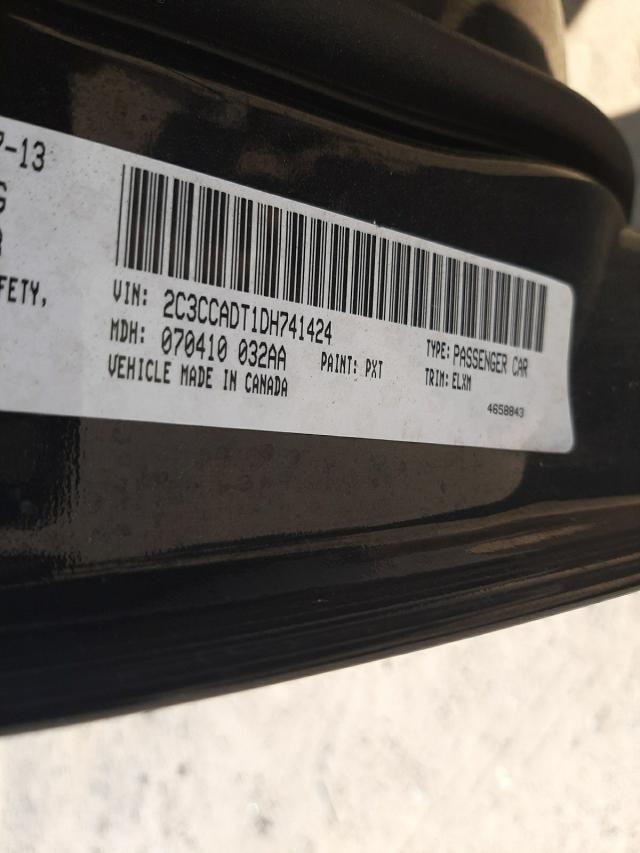 7-13
G
FETY,
VIN: 2C3CCADT1DH741424
MDH: 070410 032AA PAINT: PXT TYPE: PASSENGER CAR
VEHICLE MADE IN CANADA TRIM: ELXM
4658843